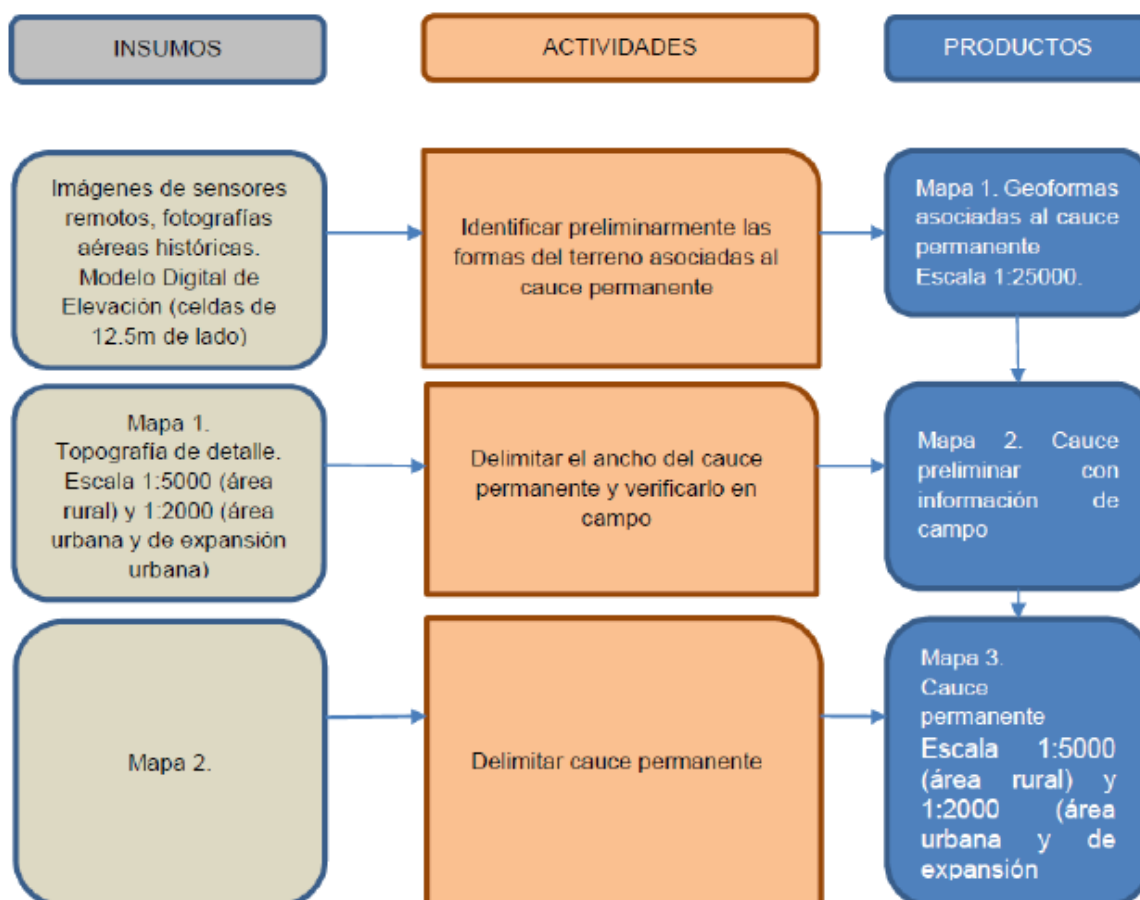 INSUMOS
ACTIVIDADES
PRODUCTOS
Imágenes de sensores
remotos, fotografías
aéreas históricas.
Modelo Digital de
Elevación (celdas de
12.5m de lado)
Identificar preliminarmente las
formas del terreno asociadas al
cauce permanente
Mapa 1. Geoformas
asociadas al cauce
permanente
Escala 1:25000.
Mapa 1.
Topografía de detalle.
Escala 1:5000 (área
rural) y 1:2000 (área
urbana y de expansión
urbana)
Delimitar el ancho del cauce
permanente y verificarlo en
campo
Mapa 2. Cauce
preliminar con
información de
campo
Mapa 2.
Delimitar cauce permanente
Mapa 3.
Cauce
permanente
Escala 1:5000
(área rural) y
1:2000 (área
urbana y de
expansión